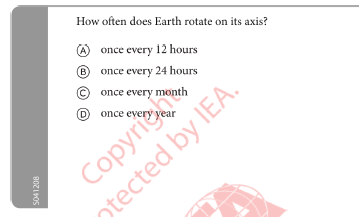 How often does Earth rotate on its axis?
A once every 12 hours
B once every 24 hours
C once every month
D once every year
S041208
Copyright
otected by IEA.